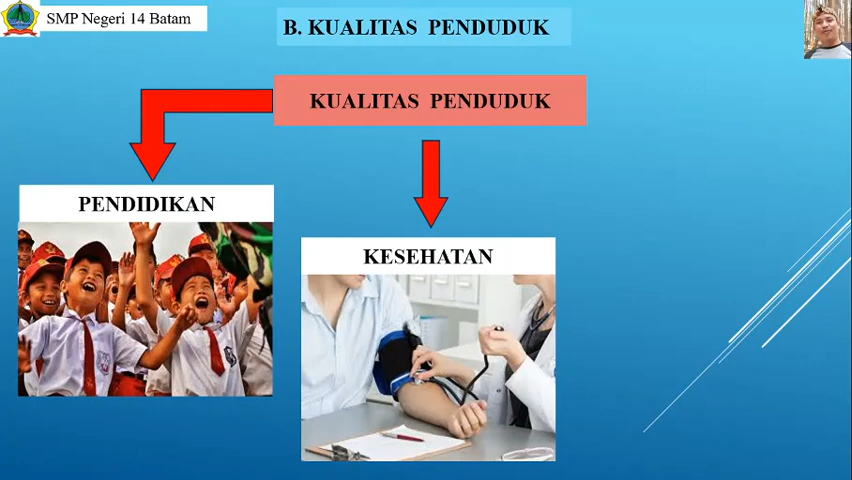 SMP Negeri 14 Batam
B. KUALITAS PENDUDUK
KUALITAS PENDUDUK
PENDIDIKAN
KESEHATAN